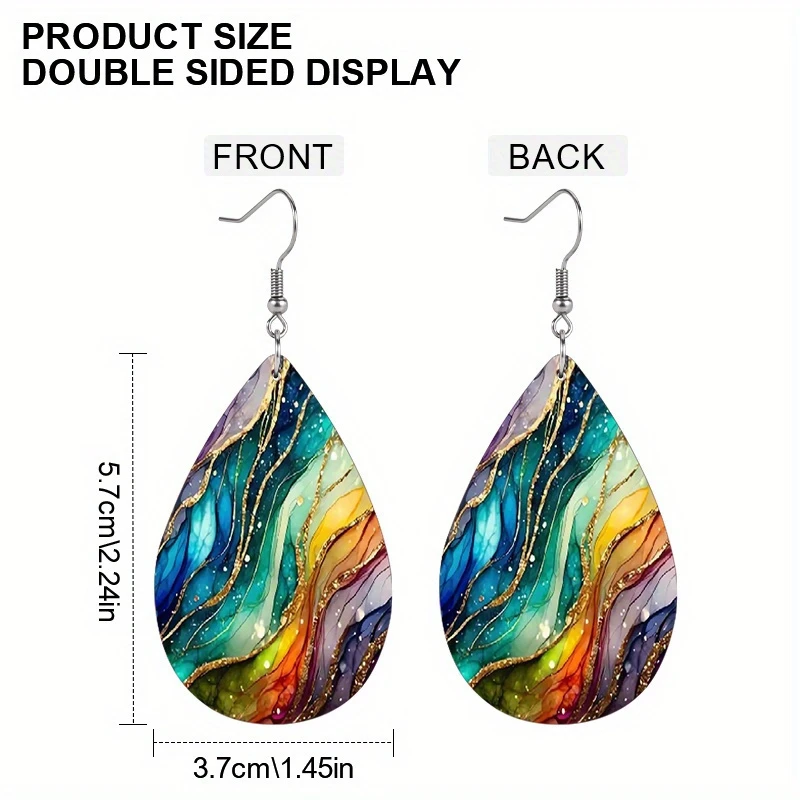 PRODUCT SIZE
DOUBLE SIDED DISPLAY
FRONT
BACK
5.7cm\2.24in
3.7cm\1.45in